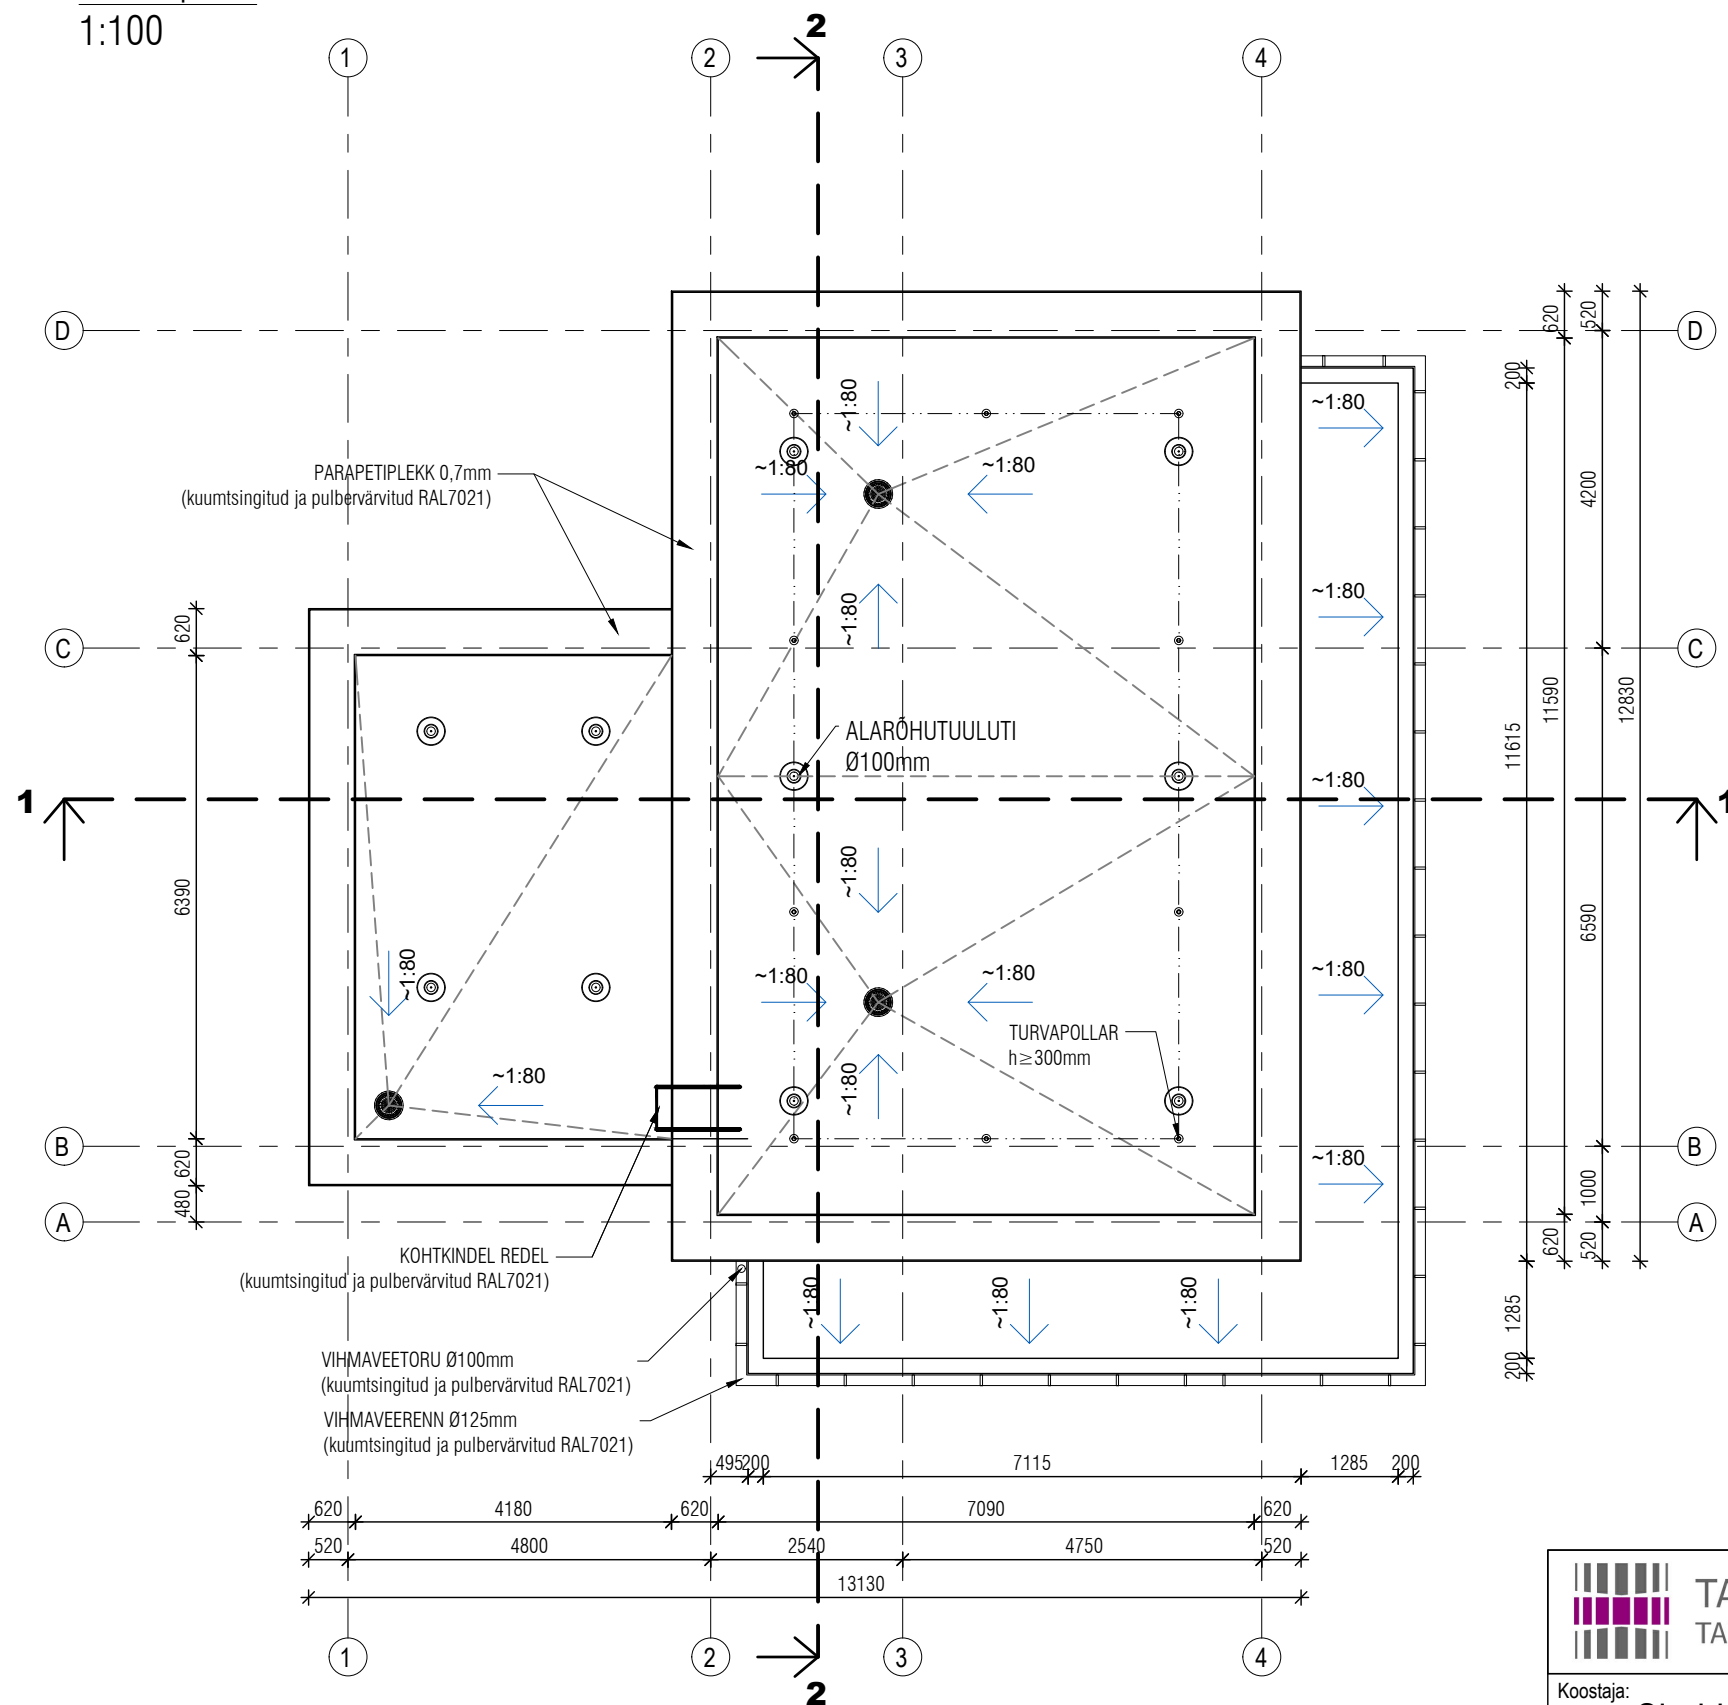 1:100
2
1
2
3
4
D
D
620
520
200
~1:80
~1:80
~1:80
~1:80
PARAPETIPLEKK 0,7mm
(kuumtsingitud ja pulbervärvitud RAL7021)
4200
~1:80
~1:80
620
C
C
11590
12830
11615
ALARÕHUTUULUTI
Ø100mm
~1:80
1
1
~1:80
6390
6590
~1:80
~1:80
~1:80
~1:80
TURVAPOLLAR
h≥300mm
~1:80
~1:80
B
B
620
~1:80
1000
480
A
A
620
520
KOHTKINDEL REDEL
(kuumtsingitud ja pulbervärvitud RAL7021)
~1:80
~1:80
~1:80
1285
200
VIHMAVEETORU Ø100mm
(kuumtsingitud ja pulbervärvitud RAL7021)
VIHMAVEERENN Ø125mm
(kuumtsingitud ja pulbervärvitud RAL7021)
495 200 7115 1285 200
620 4180 620 7090 620
520 4800 2540 4750 520
13130
1
2
3
4
2
TA
TA
Koostaja: